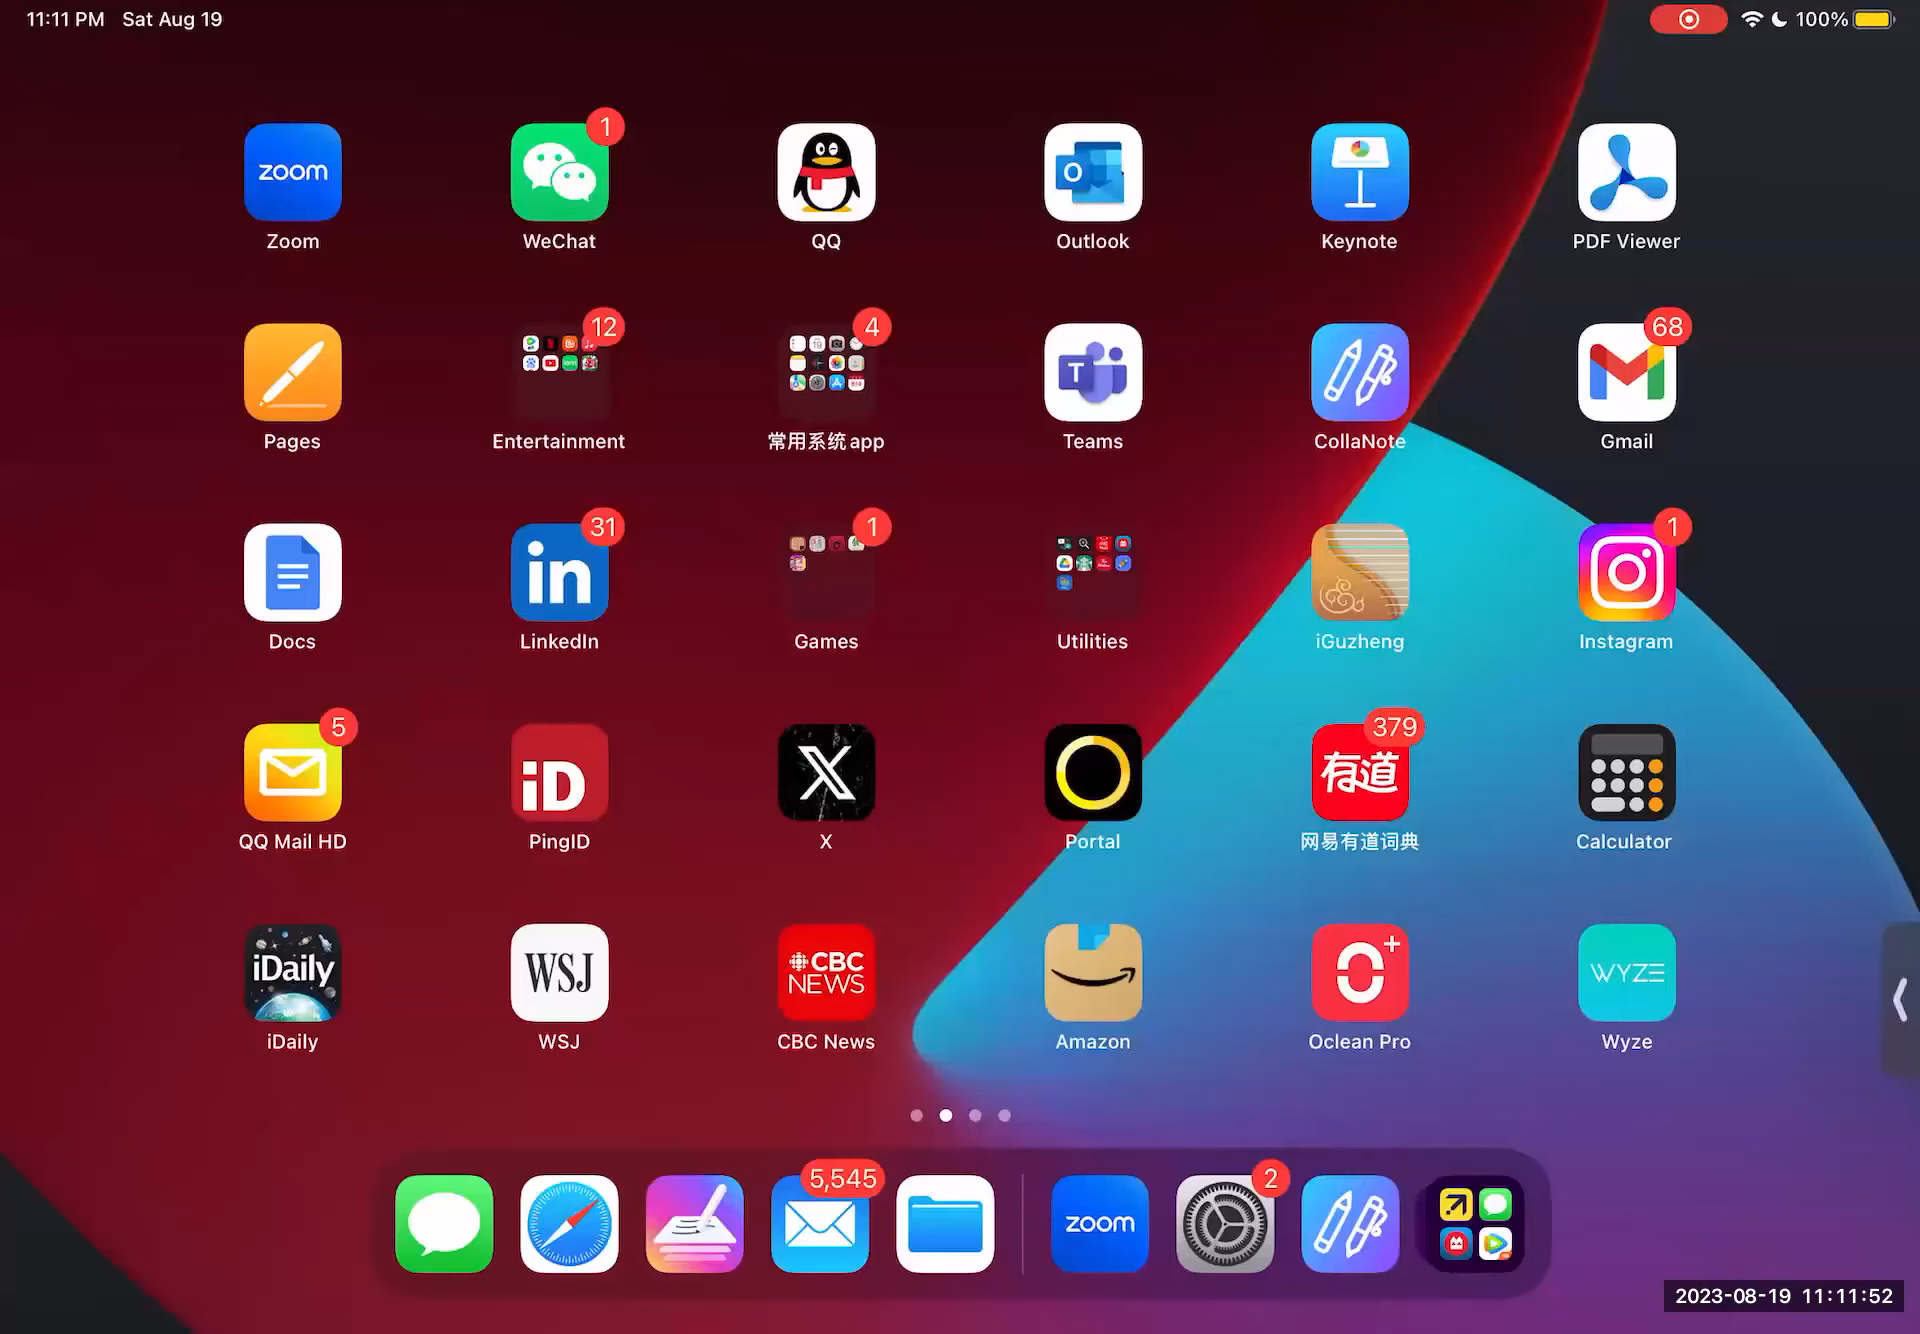 11:11 PM Sat Aug 19
100%
zoom
1
Zoom
WeChat
QQ
Outlook
Keynote
PDF Viewer
12
4
68
Pages
Entertainment
常用系统app
Teams
CollaNote
Gmail
31
1
1
Docs
LinkedIn
Games
Utilities
iGuzheng
Instagram
5
iD
X
379
有道
QQ Mail HD
PingID
X
Portal
网易有道词典
Calculator
iDaily
WSJ
CBC
NEWS
WYZE
iDaily
WSJ
CBC News
Amazon
Oclean Pro
Wyze
5,545
zoom
2
2023-08-19 11:11:52